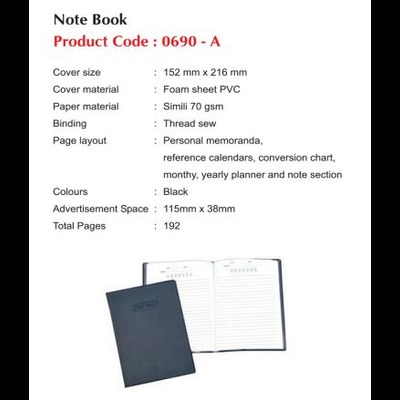 Note Book
Product Code : 0690 - A
Cover size : 152 mm x 216 mm
Cover material : Foam sheet PVC
Paper material : Simili 70 gsm
Binding : Thread sew
Page layout : Personal memoranda,
reference calendars, conversion chart,
monthy, yearly planner and note section
Colours : Black
Advertisement Space : 115mm x 38mm
Total Pages : 192